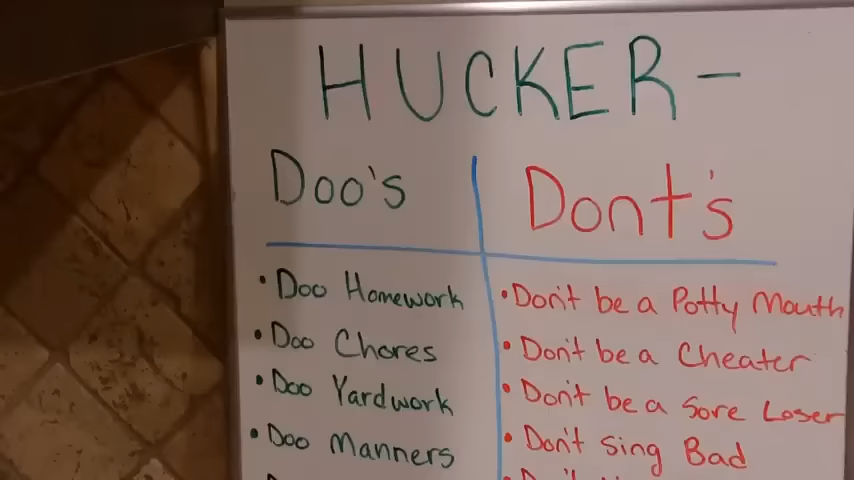 HUCKER-
Doo's
Dont's
• Doo Homework
• Doo Chores
• Doo Yardwork
• Doo Manners
• Don't be a Potty Mouth
• Don't be a Cheater
• Don't be a Sore Loser
• Don't Sing Bad